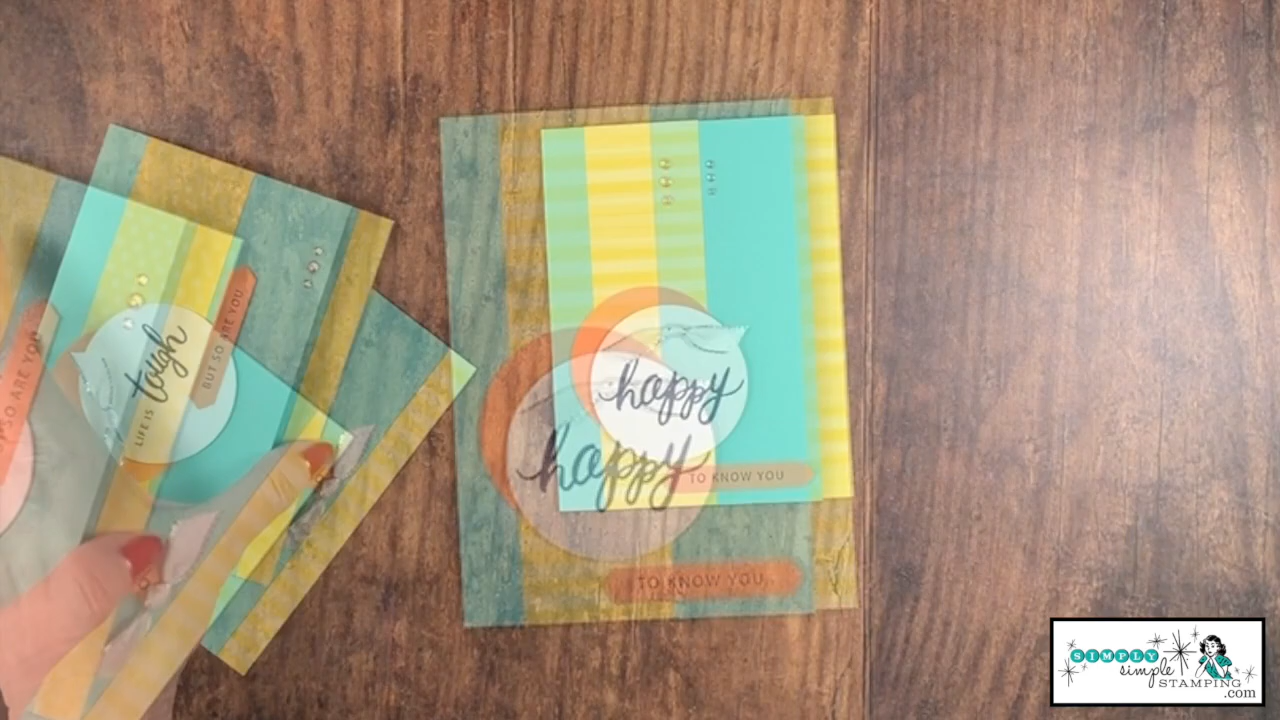 LIFE IS tough
BUT SO ARE YOU
SO ARE YOU
happy
TO KNOW YOU
happy
TO KNOW YOU
SIMPLY
simple
STAMPING
.com